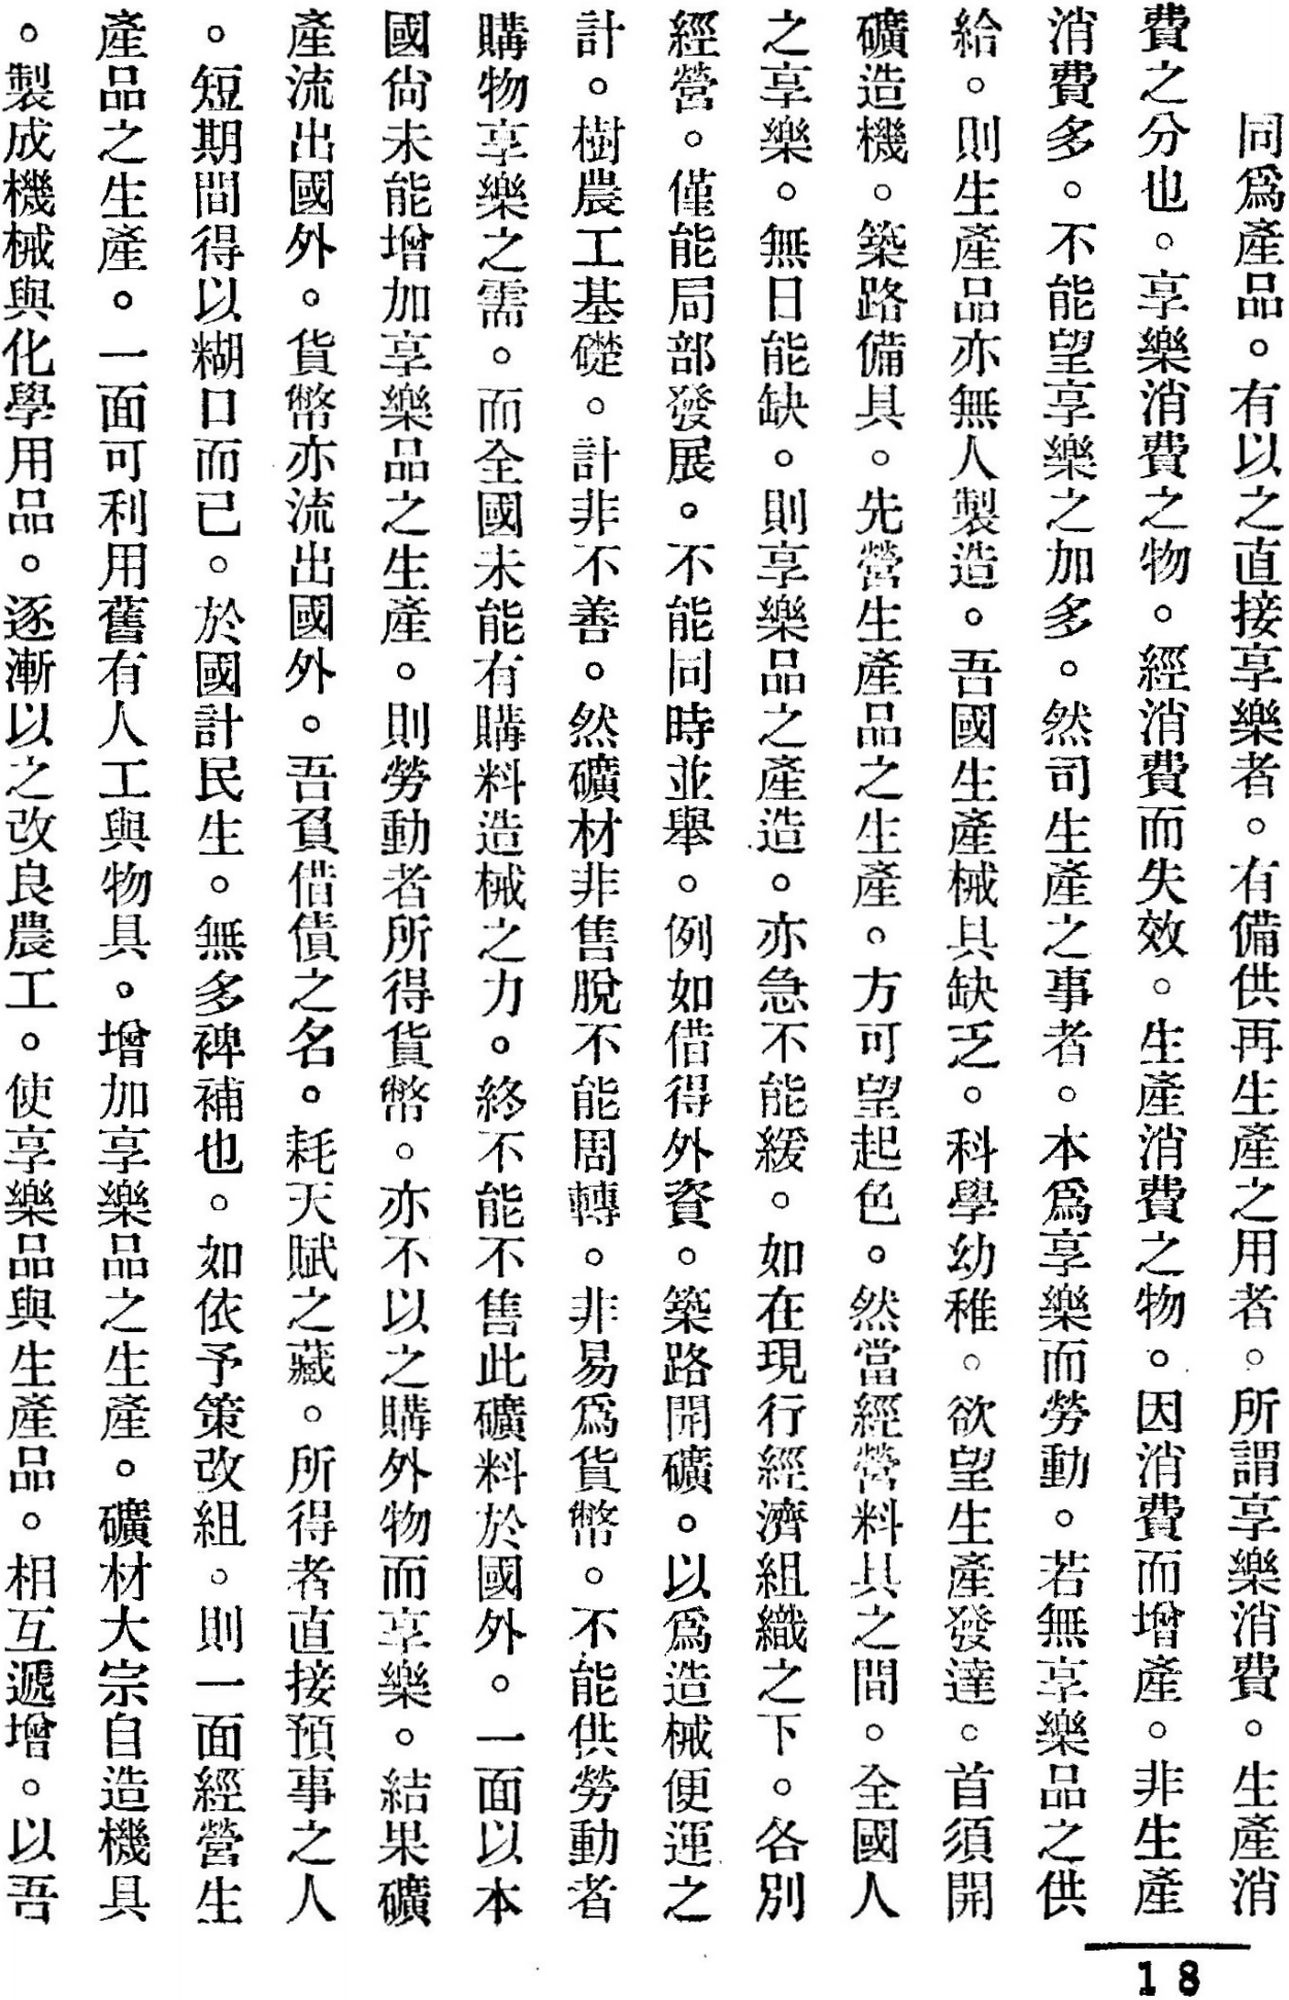 同爲產品。有以之直接享樂者。有備供再生產之用者。所謂享樂消費。生產消
費之分也。享樂消費之物。經消費而失效。生產消費之物。因消費而增產。非生產
消費多。不能望享樂之加多。然司生產之事者。本爲享樂而勞動。若無享樂品之供
給。則生產品亦無人製造。吾國生產械具缺乏。科學幼稚。欲望生產發達。首須開
礦造機。築路備具。先營生產品之生產。方可望起色。然當經營料具之間。全國人
之享樂。無日能缺。則享樂品之產造。亦急不能緩。如在現行經濟組織之下。各別
經營。僅能局部發展。不能同時並舉。例如借得外資。築路開礦。以爲造械便運之
計。樹農工基礎。計非不善。然礦材非售脫不能周轉。非易爲貨幣。不能供勞動者
購物享樂之需。而全國未能有購料造械之力。終不能不售此礦料於國外。一面以本
國尙未能增加享樂品之生產。則勞動者所得貨幣。亦不以之購外物而享樂。結果礦
產流出國外。貨幣亦流出國外。吾負借債之名。耗天賦之藏。所得者直接預事之人
。短期間得以糊口而已。於國計民生。無多裨補也。如依予策改組。則一面經營生
產品之生產。一面可利用舊有人工與物具。增加享樂品之生產。礦材大宗自造機具
。製成機械與化學用品。逐漸以之改良農工。使享樂品與生產品。相互遞增。以吾
18